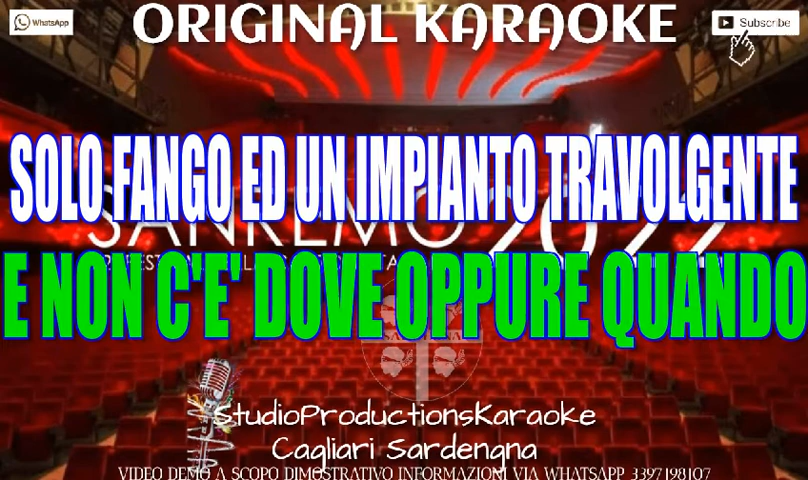 ORIGINAL KARAOKE
WhatsApp
Subscribe
SOLO FANGO ED UN IMPIANTO TRAVOLGENTE
SANREMO 2022
E NON C'E' DOVE OPPURE QUANDO
StudioProductionsKaraoke
Cagliari Sardengna
VIDEO DEMO A SCOPO DIMOSTRATIVO INFORMAZIONI VIA WHATSAPP 3397198107